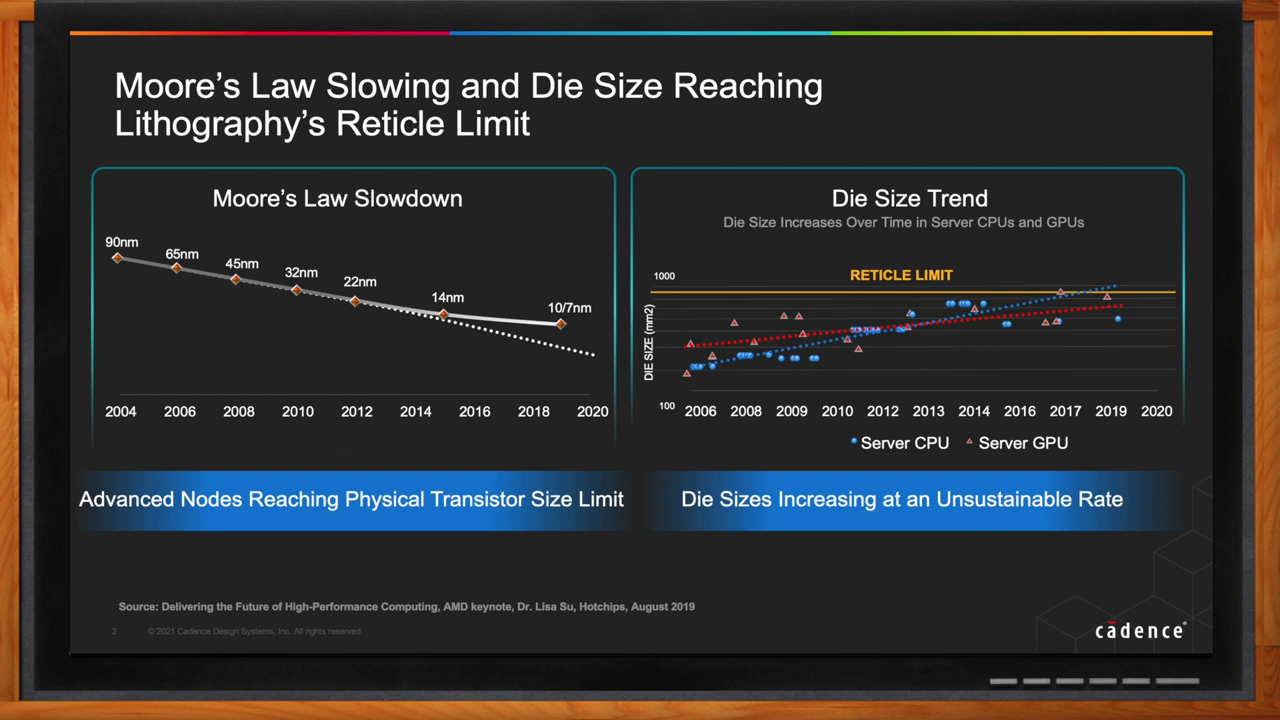 Moore’s Law Slowing and Die Size Reaching
Lithography’s Reticle Limit
Moore’s Law Slowdown
90nm
65nm
45nm
32nm
22nm
14nm
10/7nm
2004 2006 2008 2010 2012 2014 2016 2018 2020
Die Size Trend
Die Size Increases Over Time in Server CPUs and GPUs
1000
RETICLE LIMIT
DIE SIZE (mm2)
100
2006 2008 2009 2010 2012 2013 2014 2016 2017 2019 2020
Server CPU Server GPU
Advanced Nodes Reaching Physical Transistor Size Limit
Die Sizes Increasing at an Unsustainable Rate
Source: Delivering the Future of High-Performance Computing, AMD keynote, Dr. Lisa Su, Hotchips, August 2019
2 © 2021 Cadence Design Systems, Inc. All rights reserved.
cādence®